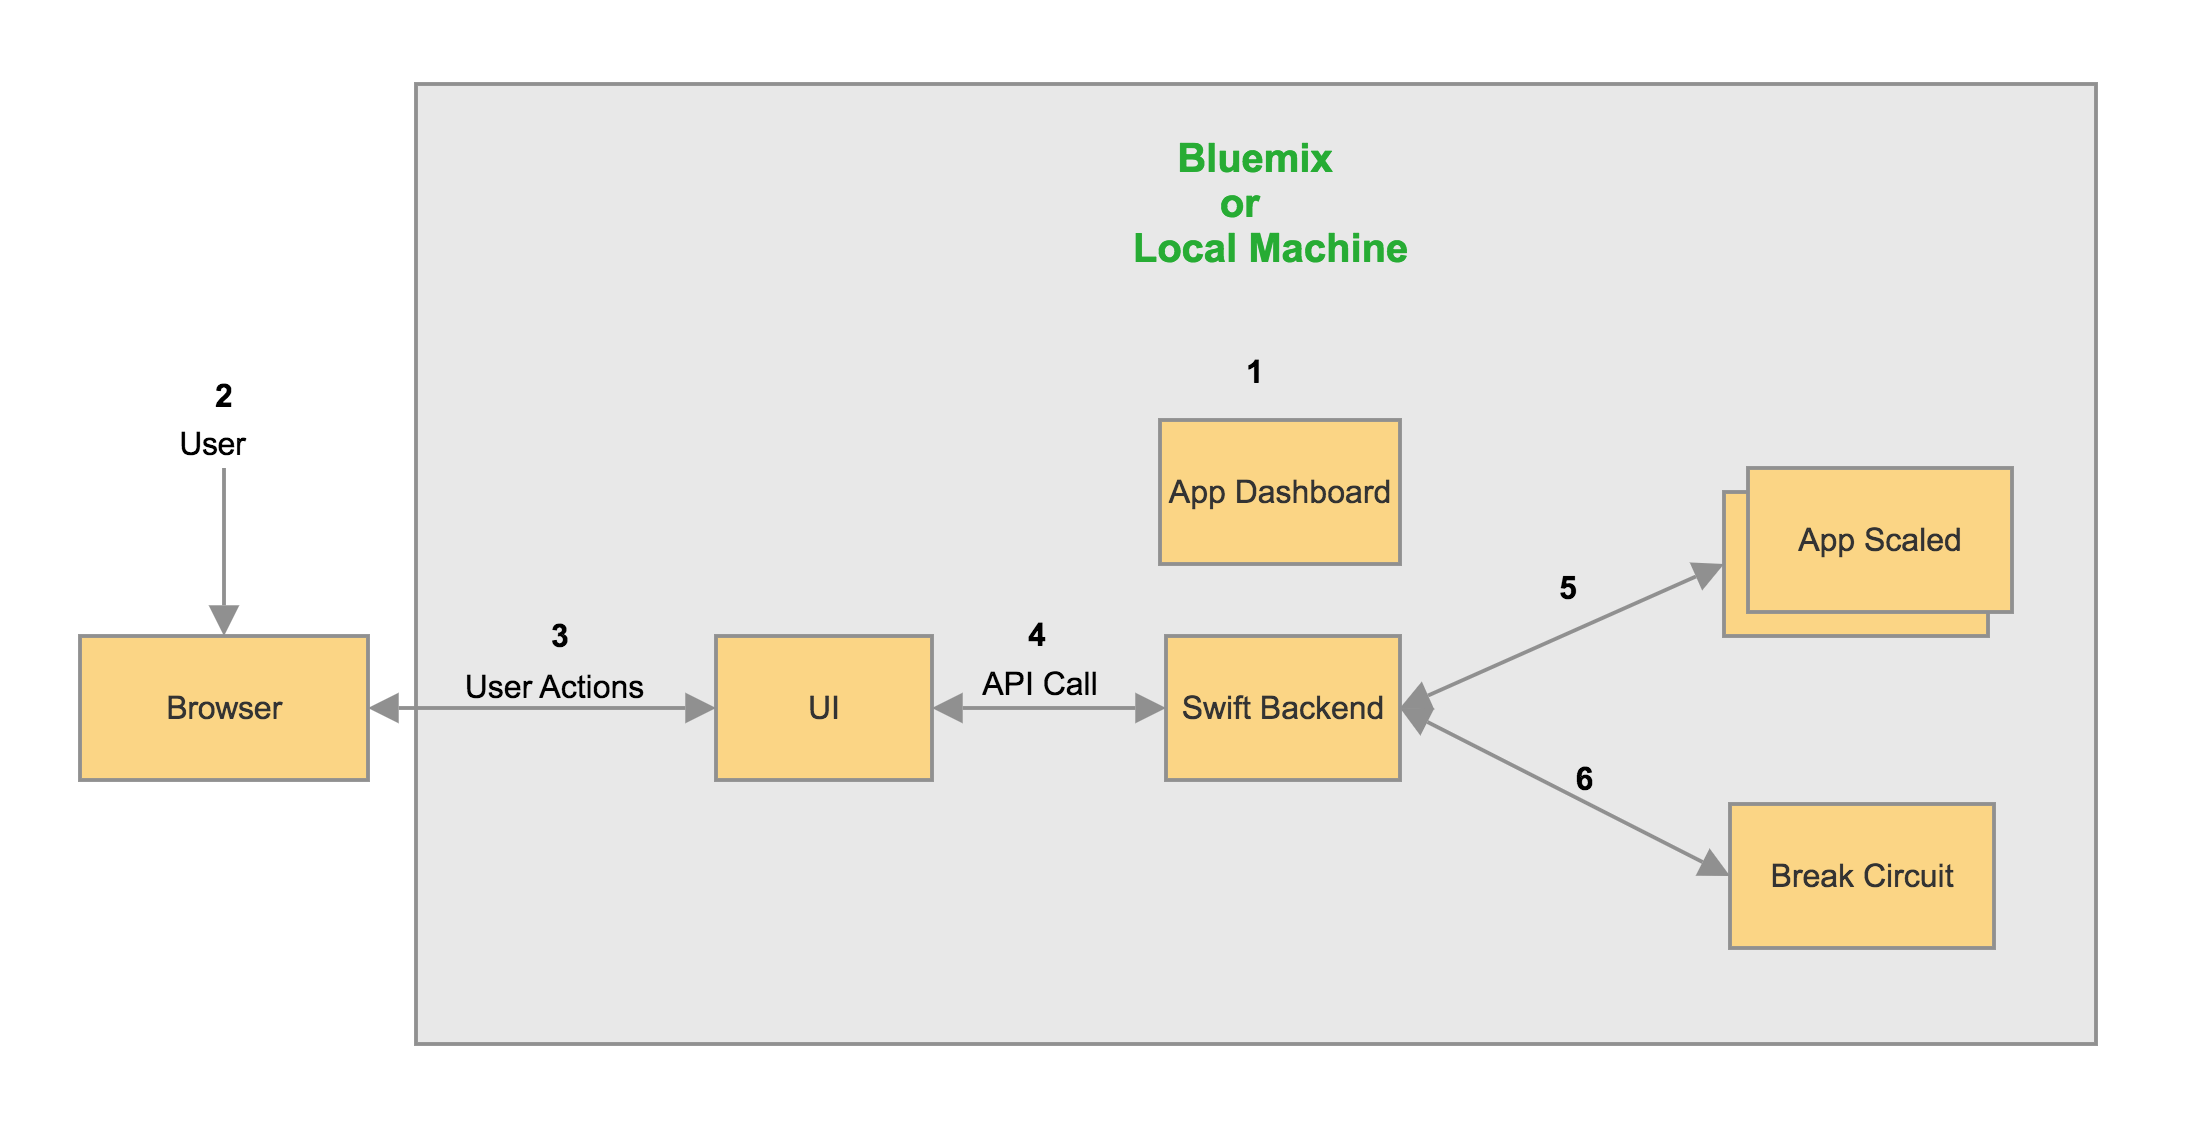 Bluemix
or
Local Machine
1
App Dashboard
2
User
Browser
3
User Actions
UI
4
API Call
Swift Backend
5
App Scaled
6
Break Circuit